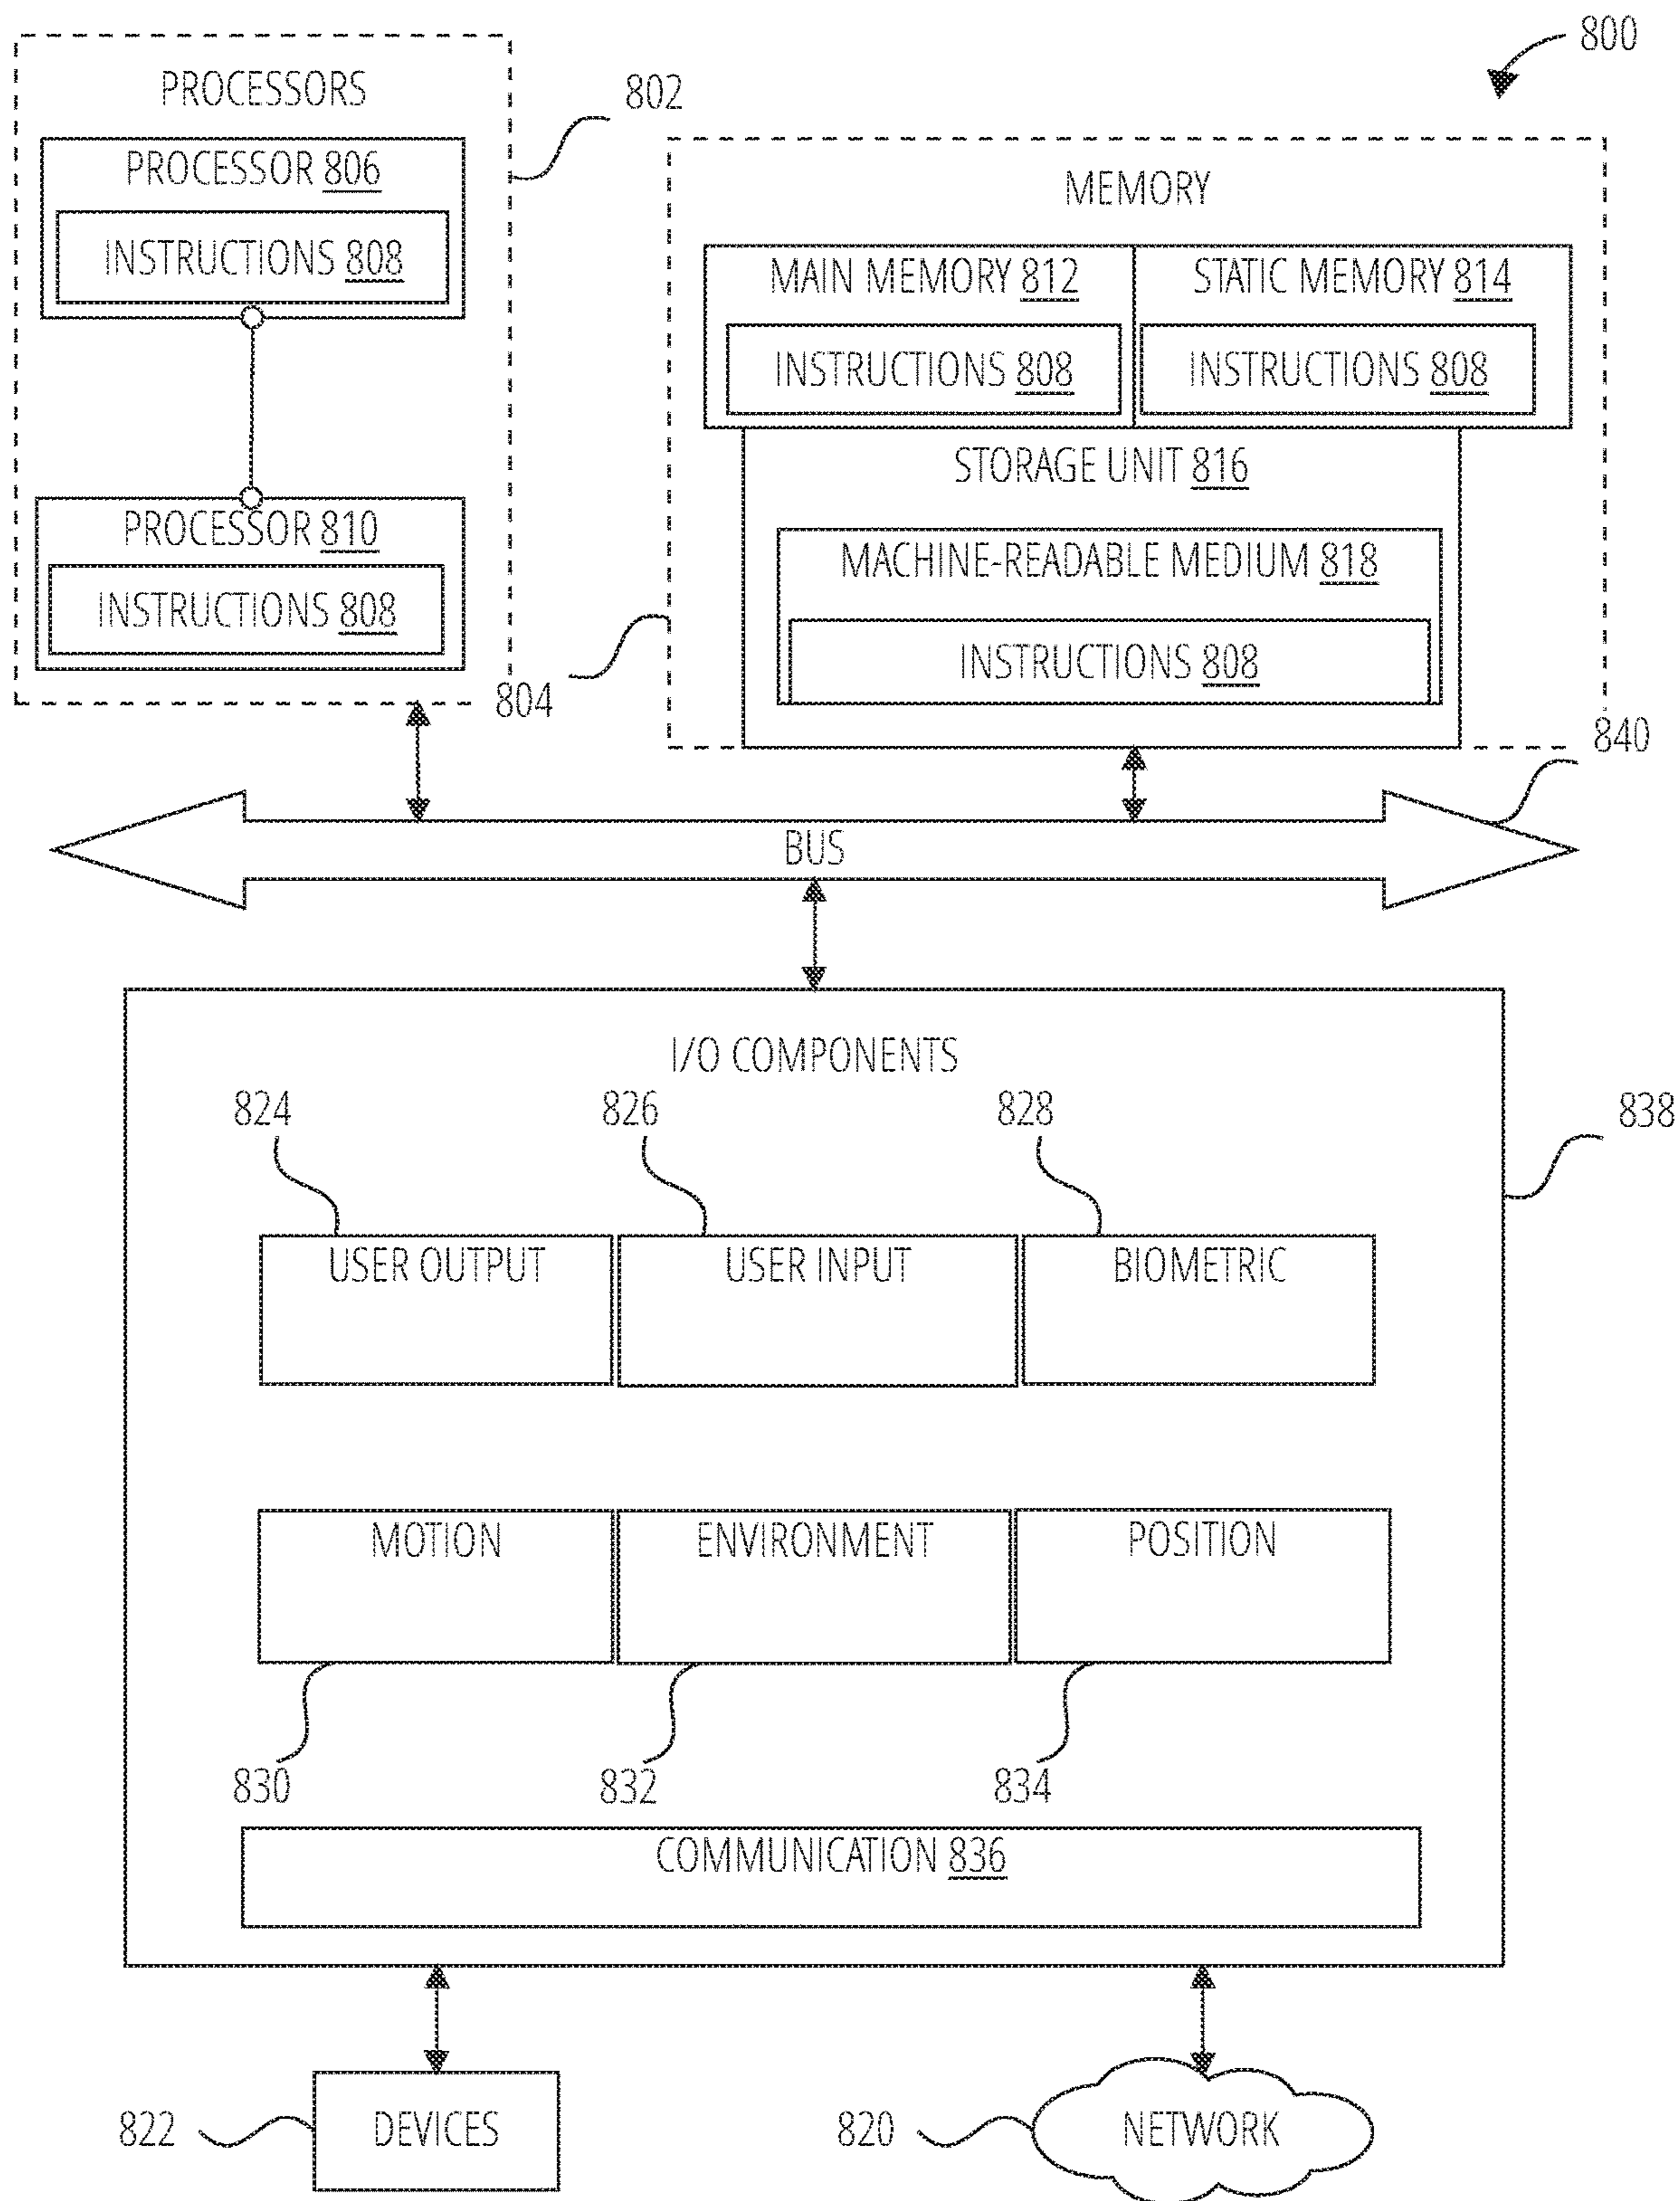 800
PROCESSORS
802
PROCESSOR 806
INSTRUCTIONS 808
PROCESSOR 810
INSTRUCTIONS 808
MEMORY
MAIN MEMORY 812
STATIC MEMORY 814
INSTRUCTIONS 808
INSTRUCTIONS 808
STORAGE UNIT 816
MACHINE-READABLE MEDIUM 818
INSTRUCTIONS 808
804
840
BUS
I/O COMPONENTS
824
826
828
838
USER OUTPUT
USER INPUT
BIOMETRIC
MOTION
ENVIRONMENT
POSITION
830
832
834
COMMUNICATION 836
822
DEVICES
820
NETWORK